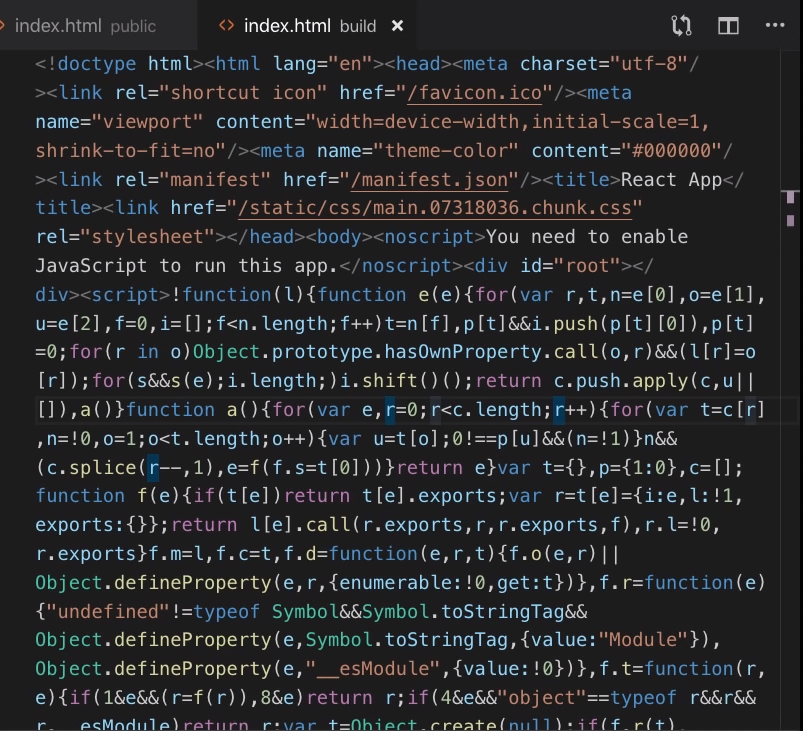 index.html public
index.html build
<!doctype html><html lang="en"><head><meta charset="utf-8"/
><link rel="shortcut icon" href="/favicon.ico"/><meta
name="viewport" content="width=device-width,initial-scale=1,
shrink-to-fit=no"/><meta name="theme-color" content="#000000"/
><link rel="manifest" href="/manifest.json"/><title>React App</
title><link href="/static/css/main.07318036.chunk.css"
rel="stylesheet"></head><body><noscript>You need to enable
JavaScript to run this app.</noscript><div id="root"></
div><script>!function(l){function e(e){for(var r,t,n=e[0],o=e[1],
u=e[2],f=0,i=[];f<n.length;f++)t=n[f],p[t]&&i.push(p[t][0]),p[t]
=0;for(r in o)Object.prototype.hasOwnProperty.call(o,r)&&(l[r]=o
[r]);for(s&&s(e);i.length;)i.shift()();return c.push.apply(c,u||
[]),a()}function a(){for(var e,r=0;r<c.length;r++){for(var t=c[r]
,n=!0,o=1;o<t.length;o++){var u=t[o];0!==p[u]&&(n=!1)}n&&
(c.splice(r--,1),e=f(f.s=t[0]))}return e}var t={},p={1:0},c=[];
function f(e){if(t[e])return t[e].exports;var r=t[e]={i:e,l:!1,
exports:{}};return l[e].call(r.exports,r,r.exports,f),r.l=!0,
r.exports}f.m=l,f.c=t,f.d=function(e,r,t){f.o(e,r)||
Object.defineProperty(e,r,{enumerable:!0,get:t})},f.r=function(e)
{"undefined"!=typeof Symbol&&Symbol.toStringTag&&
Object.defineProperty(e,Symbol.toStringTag,{value:"Module"}),
Object.defineProperty(e,"__esModule",{value:!0})},f.t=function(r,
e){if(1&e&&(r=f(r)),8&e)return r;if(4&e&&"object"==typeof r&&r&&
r.__esModule)return r;var t=Object.create(null);if(f.r(t),